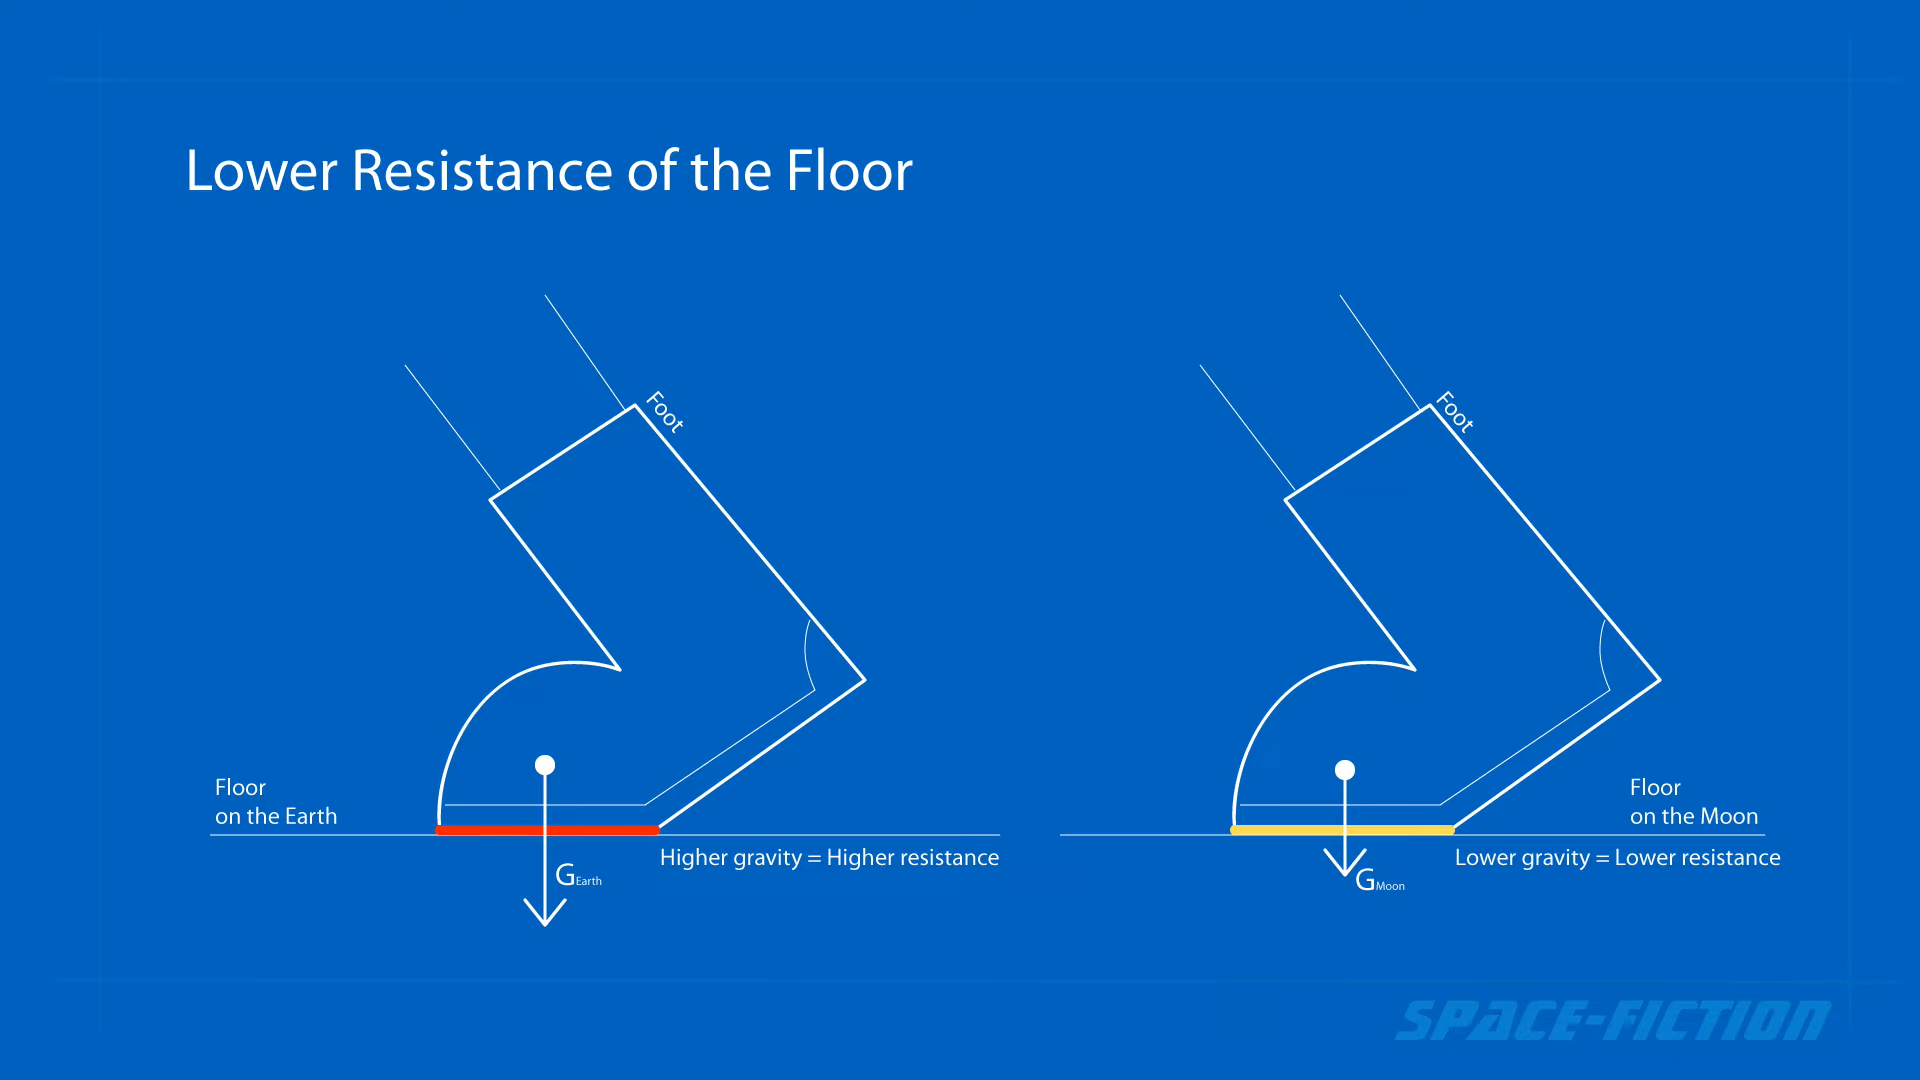 Lower Resistance of the Floor
Foot
Foot
Floor
on the Earth
Floor
on the Moon
Higher gravity = Higher resistance
Lower gravity = Lower resistance
GEarth
GMoon
SPACE-FICTION